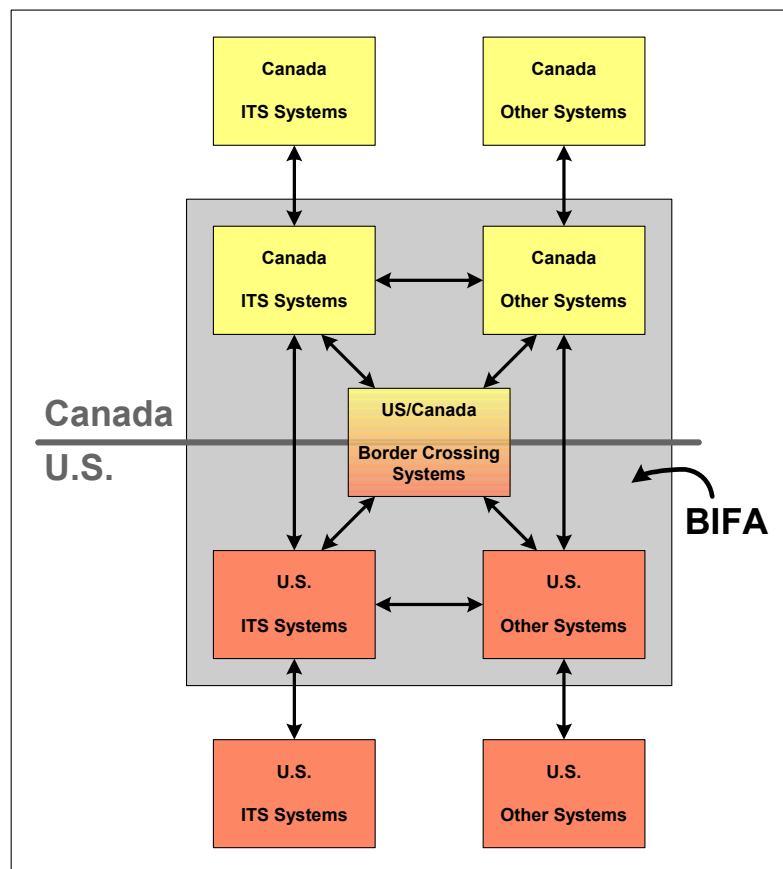 Canada
ITS Systems
Canada
Other Systems
Canada
ITS Systems
Canada
Other Systems
Canada
U.S.
US/Canada
Border Crossing
Systems
BIFA
U.S.
ITS Systems
U.S.
Other Systems
U.S.
ITS Systems
U.S.
Other Systems